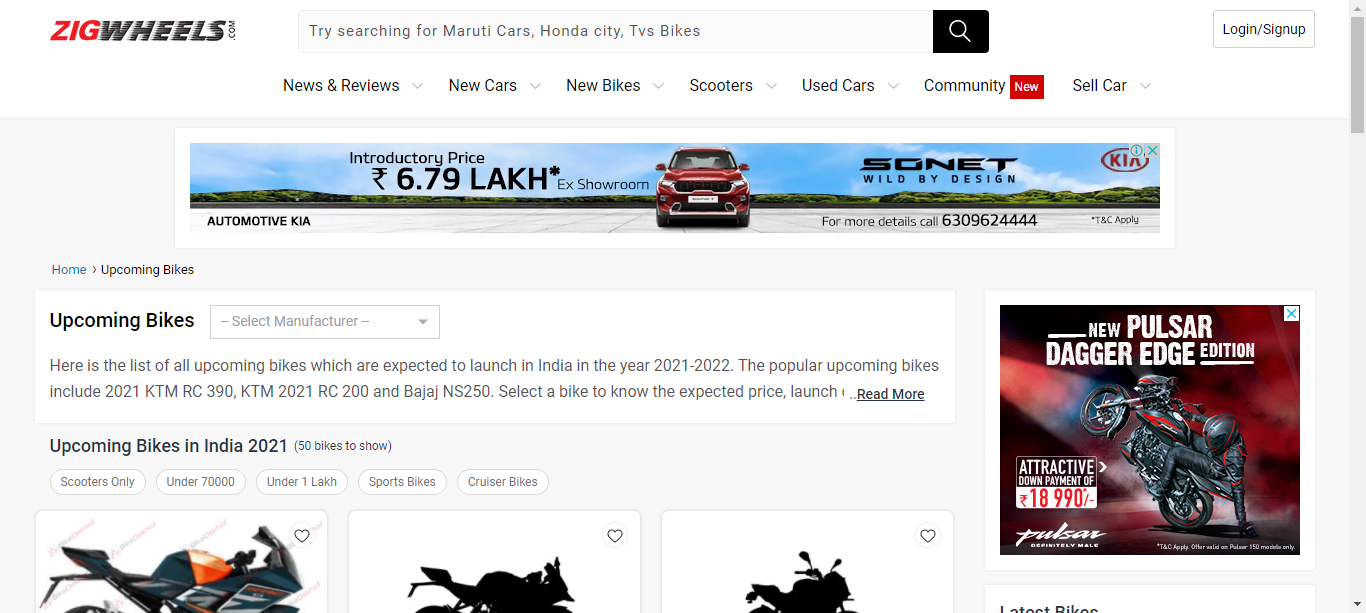 ZIGWHEELS.COM
Try searching for Maruti Cars, Honda city, Tvs Bikes
Login/Signup
News & Reviews
New Cars
New Bikes
Scooters
Used Cars
Community New
Sell Car
Introductory Price
₹ 6.79 LAKH*Ex Showroom
AUTOMOTIVE KIA
SONET
WILD BY DESIGN
KIA
For more details call 6309624444
*T&C Apply
Home › Upcoming Bikes
Upcoming Bikes
-- Select Manufacturer --
Here is the list of all upcoming bikes which are expected to launch in India in the year 2021-2022. The popular upcoming bikes
include 2021 KTM RC 390, KTM 2021 RC 200 and Bajaj NS250. Select a bike to know the expected price, launch ..Read More
Upcoming Bikes in India 2021 (50 bikes to show)
Scooters Only
Under 70000
Under 1 Lakh
Sports Bikes
Cruiser Bikes
NEW PULSAR
DAGGER EDGE EDITION
ATTRACTIVE
DOWN PAYMENT OF
₹18 990*/-
pulsar
DEFINITELY MALE
*T&C Apply. Offer valid on Pulsar 150 models only.
Latest Bikes